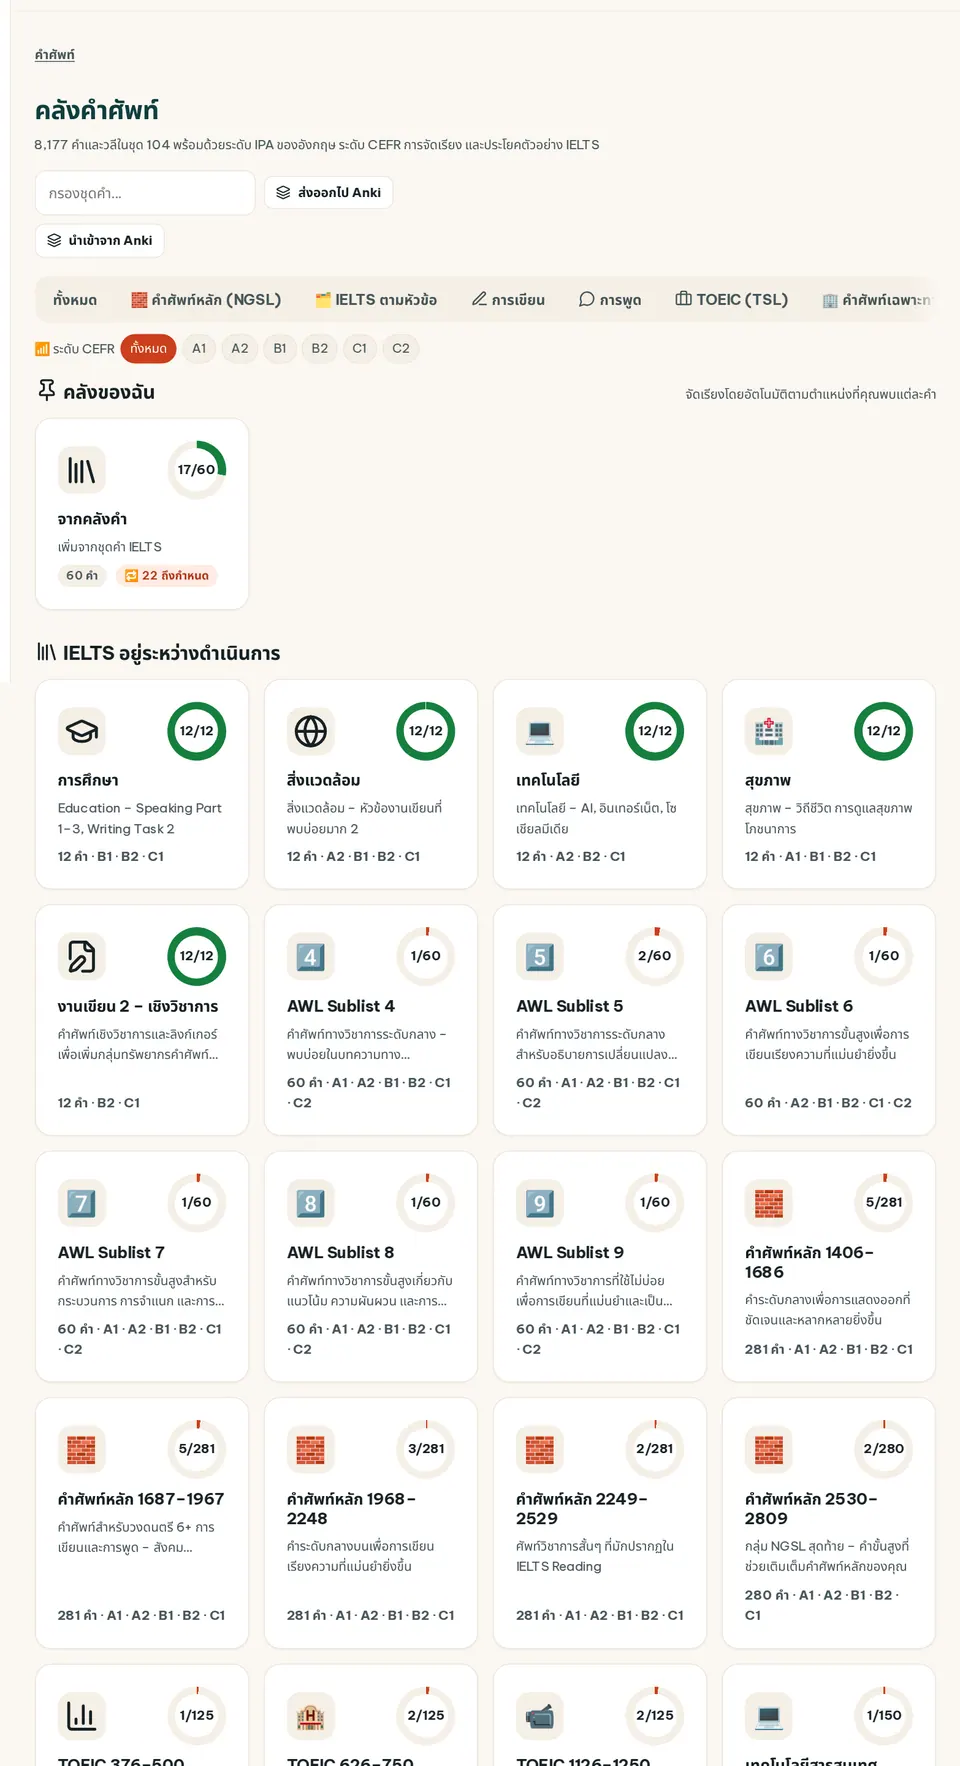 คำศัพท์
คลังคำศัพท์
8,177 คำและวลีในชุด 104 พร้อมด้วยระดับ IPA ของอังกฤษ ระดับ CEFR การจัดเรียง และประโยคตัวอย่าง IELTS
กรองชุดคำ...
ส่งออกไป Anki
นำเข้าจาก Anki
ทั้งหมด คำศัพท์หลัก (NGSL) IELTS ตามหัวข้อ การเขียน การพูด TOEIC (TSL) คำศัพท์เฉพาะท
ระดับ CEFR ทั้งหมด A1 A2 B1 B2 C1 C2
คลังของฉัน
จัดเรียงโดยอัตโนมัติตามตำแหน่งที่คุณพบแต่ละคำ
17/60
จากคลังคำ
เพิ่มจากชุดคำ IELTS
60 คำ 22 ถึงกำหนด
IELTS อยู่ระหว่างดำเนินการ
12/12
การศึกษา
Education – Speaking Part
1–3, Writing Task 2
12 คำ · B1 · B2 · C1
12/12
สิ่งแวดล้อม
สิ่งแวดล้อม – หัวข้องานเขียนที่
พบบ่อยมาก 2
12 คำ · A2 · B1 · B2 · C1
12/12
เทคโนโลยี
เทคโนโลยี – AI, อินเทอร์เน็ต, โซ
เชียลมีเดีย
12 คำ · A2 · B2 · C1
12/12
สุขภาพ
สุขภาพ – วิถีชีวิต การดูแลสุขภาพ
โภชนาการ
12 คำ · A1 · B1 · B2 · C1
12/12
งานเขียน 2 – เชิงวิชาการ
คำศัพท์เชิงวิชาการและลิงก์เกอร์
เพื่อเพิ่มกลุ่มทรัพยากรคำศัพท์...
12 คำ · B2 · C1
4
1/60
AWL Sublist 4
คำศัพท์ทางวิชาการระดับกลาง –
พบบ่อยในบทความทาง...
60 คำ · A1 · A2 · B1 · B2 · C1
· C2
5
2/60
AWL Sublist 5
คำศัพท์ทางวิชาการระดับกลาง
สำหรับอธิบายการเปลี่ยนแปลง...
60 คำ · A1 · A2 · B1 · B2 · C1
· C2
6
1/60
AWL Sublist 6
คำศัพท์ทางวิชาการขั้นสูงเพื่อการ
เขียนเรียงความที่แม่นยำยิ่งขึ้น
60 คำ · A2 · B1 · B2 · C1 · C2
7
1/60
AWL Sublist 7
คำศัพท์ทางวิชาการขั้นสูงสำหรับ
กระบวนการ การจำแนก และการ...
60 คำ · A1 · A2 · B1 · B2 · C1
· C2
8
1/60
AWL Sublist 8
คำศัพท์ทางวิชาการขั้นสูงเกี่ยวกับ
แนวโน้ม ความผันผวน และการ...
60 คำ · A1 · A2 · B1 · B2 · C1
· C2
9
1/60
AWL Sublist 9
คำศัพท์ทางวิชาการที่ใช้ไม่บ่อย
เพื่อการเขียนที่แม่นยำและเป็น...
60 คำ · A1 · A2 · B1 · B2 · C1
· C2
5/281
คำศัพท์หลัก 1406–
1686
คำระดับกลางเพื่อการแสดงออกที่
ชัดเจนและหลากหลายยิ่งขึ้น
281 คำ · A1 · A2 · B1 · B2 · C1
5/281
คำศัพท์หลัก 1687–1967
คำศัพท์สำหรับวงดนตรี 6+ การ
เขียนและการพูด – สังคม...
281 คำ · A1 · A2 · B1 · B2 · C1
3/281
คำศัพท์หลัก 1968–
2248
คำระดับกลางบนเพื่อการเขียน
เรียงความที่แม่นยำยิ่งขึ้น
281 คำ · A1 · A2 · B1 · B2 · C1
2/281
คำศัพท์หลัก 2249–
2529
ศัพท์วิชาการสั้นๆ ที่มักปรากฏใน
IELTS Reading
281 คำ · A1 · A2 · B1 · B2 · C1
2/280
คำศัพท์หลัก 2530–
2809
กลุ่ม NGSL สุดท้าย – คำขั้นสูงที่
ช่วยเติมเต็มคำศัพท์หลักของคุณ
280 คำ · A1 · A2 · B1 · B2 ·
C1
1/125
TOEIC 376–500
2/125
TOEIC 626–750
2/125
TOEIC 1126–1250
1/150
เทคโนโลยีสารสนเทศ